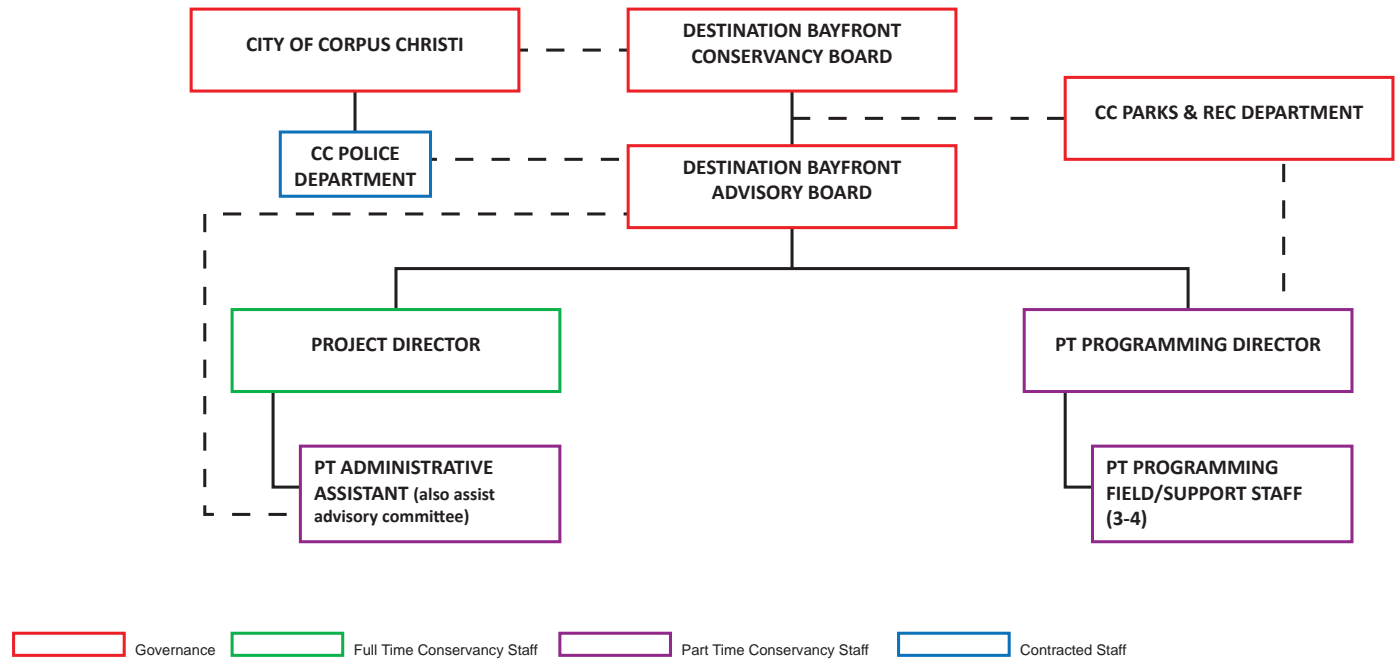 CITY OF CORPUS CHRISTI
DESTINATION BAYFRONT
CONSERVANCY BOARD
CC PARKS & REC DEPARTMENT
CC POLICE
DEPARTMENT
DESTINATION BAYFRONT
ADVISORY BOARD
PROJECT DIRECTOR
PT PROGRAMMING DIRECTOR
PT ADMINISTRATIVE
ASSISTANT (also assist
advisory committee)
PT PROGRAMMING
FIELD/SUPPORT STAFF
(3-4)
Governance
Full Time Conservancy Staff
Part Time Conservancy Staff
Contracted Staff